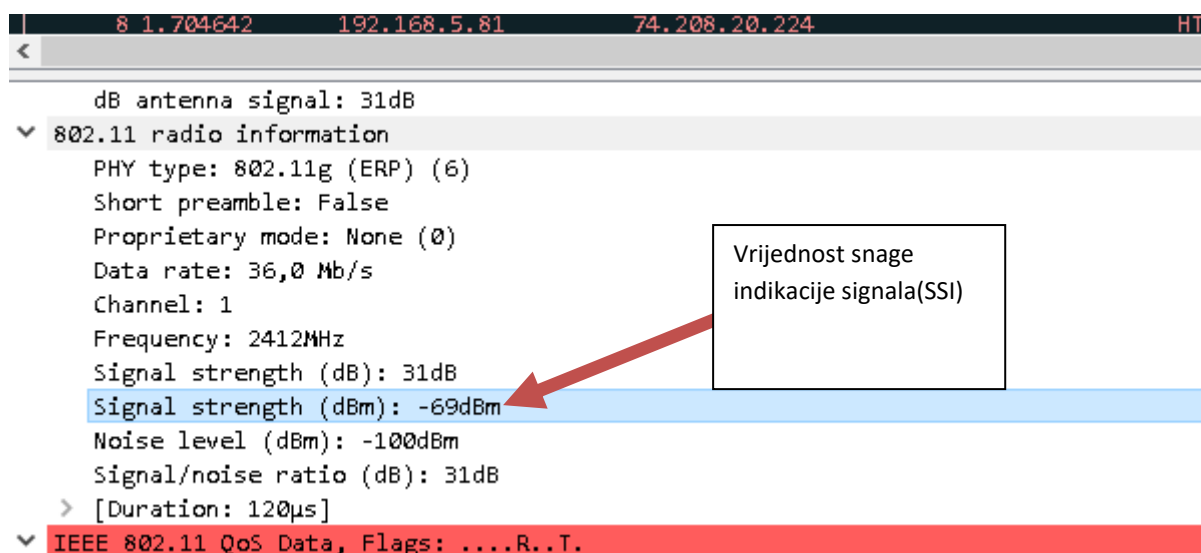 8 1.704642 192.168.5.81 74.208.20.224 HT
dB antenna signal: 31dB
802.11 radio information
PHY type: 802.11g (ERP) (6)
Short preamble: False
Proprietary mode: None (0)
Data rate: 36,0 Mb/s
Channel: 1
Frequency: 2412MHz
Signal strength (dB): 31dB
Signal strength (dBm): -69dBm
Noise level (dBm): -100dBm
Signal/noise ratio (dB): 31dB
[Duration: 120µs]
IEEE 802.11 QoS Data, Flags: ....R..T.
Vrijednost snage
indikacije signala(SSI)